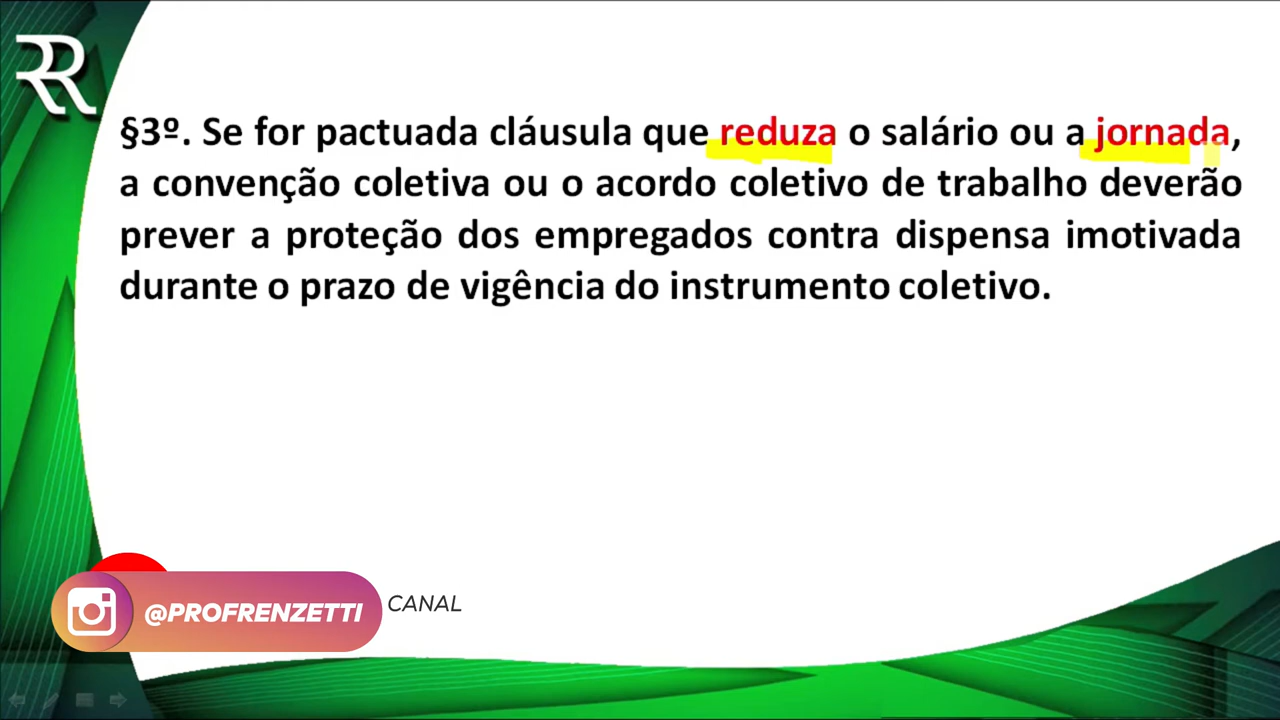 §3º. Se for pactuada cláusula que reduza o salário ou a jornada,
a convenção coletiva ou o acordo coletivo de trabalho deverão
prever a proteção dos empregados contra dispensa imotivada
durante o prazo de vigência do instrumento coletivo.
@PROFRENZETTI
CANAL